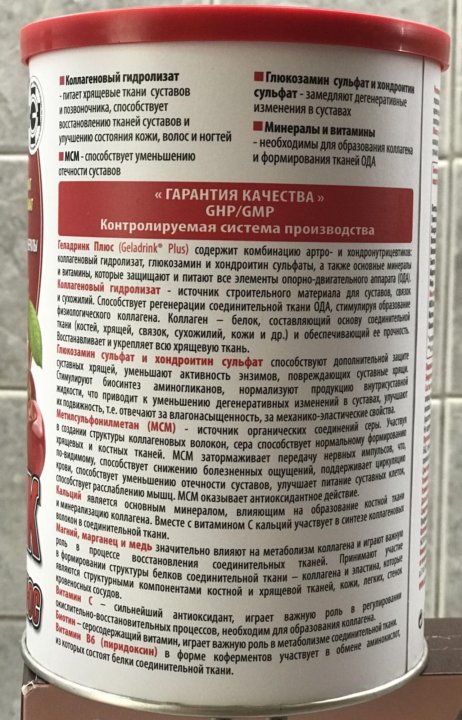 ■ Коллагеновый гидролизат
- питает хрящевые ткани суставов
и позвоночника, способствует
восстановлению тканей суставов и
улучшению состояния кожи, волос и ногтей
■ МСМ - способствует уменьшению
отечности суставов
■ Глюкозамин сульфат и хондроитин
сульфат - замедляют дегенеративные
изменения в суставах
■ Минералы и витамины
- необходимы для образования коллагена
и формирования тканей ОДА
« ГАРАНТИЯ КАЧЕСТВА »
GHP/GMP
Контролируемая система производства
Геладринк Плюс (Geladrink® Plus) содержит комбинацию артро- и хондронутрицевтиков:
коллагеновый гидролизат, глюкозамин и хондроитин сульфаты, а также основные минералы
и витамины, которые защищают и питают все элементы опорно-двигательного аппарата (ОДА).
Коллагеновый гидролизат - источник строительного материала для суставов, связок
и сухожилий. Способствует регенерации соединительной ткани ОДА, стимулируя образование
физиологического коллагена. Коллаген – белок, составляющий основу соединительной
ткани (костей, хрящей, связок, сухожилий, кожи и др.) и обеспечивающий ее прочность.
Восстанавливает и укрепляет всю хрящевую ткань.
Глюкозамин сульфат и хондроитин сульфат способствуют дополнительной защите
суставных хрящей, уменьшают активность энзимов, повреждающих суставные хрящи.
Стимулируют биосинтез аминогликанов, нормализуют продукцию внутрисуставной
жидкости, что приводит к уменьшению дегенеративных изменений в суставах, улучшают
их подвижность, т.е. отвечают за влагонасыщенность, за механико-эластические свойства.
Метилсульфонилметан (МСМ) - источник органических соединений серы. Участвуя
в создании структуры коллагеновых волокон, сера способствует нормальному формированию
хрящевых и костных тканей. МСМ затормаживает передачу нервных импульсов, что,
по-видимому, способствует снижению болезненных ощущений, поддерживает циркуляцию
крови, способствует уменьшению отечности суставов, улучшает питание суставных клеток,
способствует расслаблению мышц. МСМ оказывает антиоксидантное действие.
Кальций является основным минералом, влияющим на образование костной ткани
и минерализацию коллагена. Вместе с витамином С кальций участвует в синтезе коллагеновых
волокон в соединительной ткани.
Магний, марганец и медь значительно влияют на метаболизм коллагена и играют важную
роль в процессе восстановления соединительных тканей. Принимают участие
в формировании структуры белков соединительной ткани – коллагена и эластина, которые
являются структурными компонентами костной и хрящевой тканей, кожи, легких, стенок
кровеносных сосудов.
Витамин С – сильнейший антиоксидант, играет важную роль в регулировании
окислительно-восстановительных процессов, необходим для образования коллагена.
Биотин – серосодержащий витамин, играет важную роль в метаболизме соединительной ткани.
Витамин В6 (пиридоксин) в форме коферментов участвует в обмене аминокислот,
из которых состоят белки соединительной ткани.